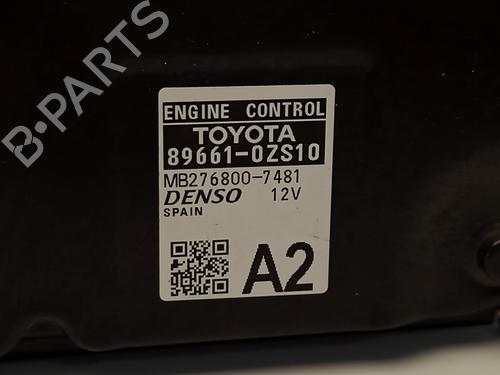 B-PARTS
ENGINE CONTROL
TOYOTA
89661-0ZS10
MB276800-7481
DENSO 12V
SPAIN
A2